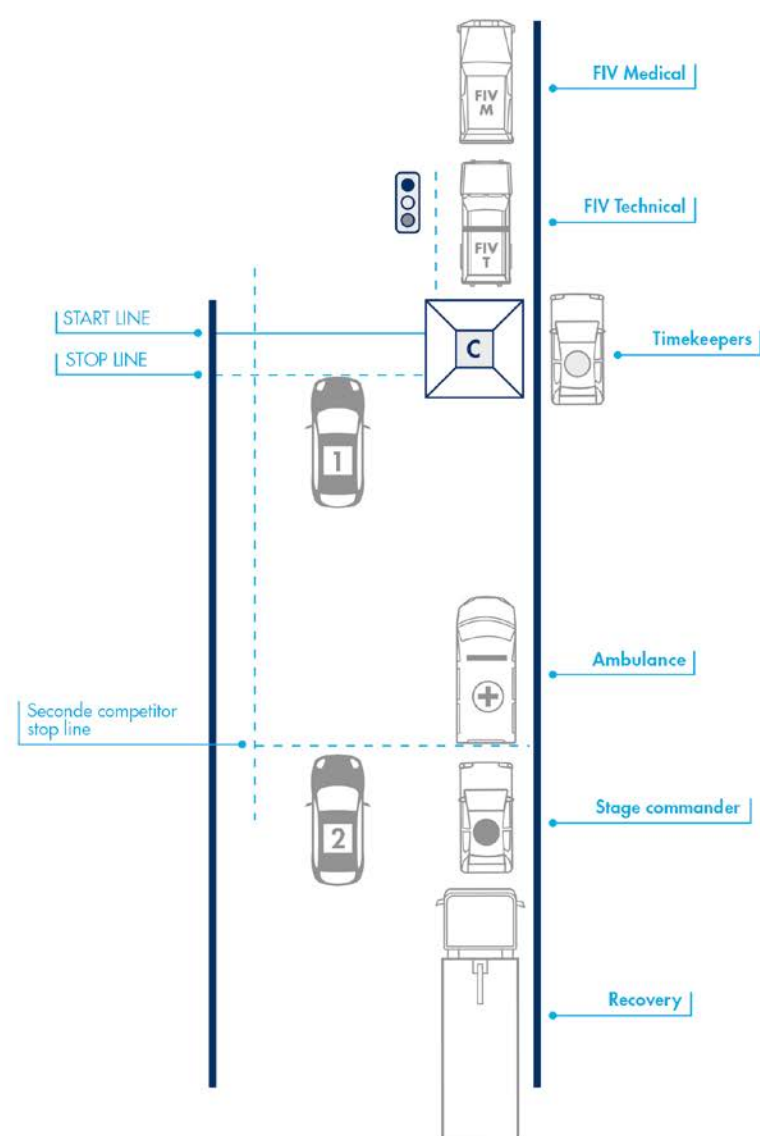 FIV Medical
FIV
M
FIV Technical
FIV
T
START LINE
STOP LINE
C
Timekeepers
1
Ambulance
Seconde competitor
stop line
2
Stage commander
Recovery